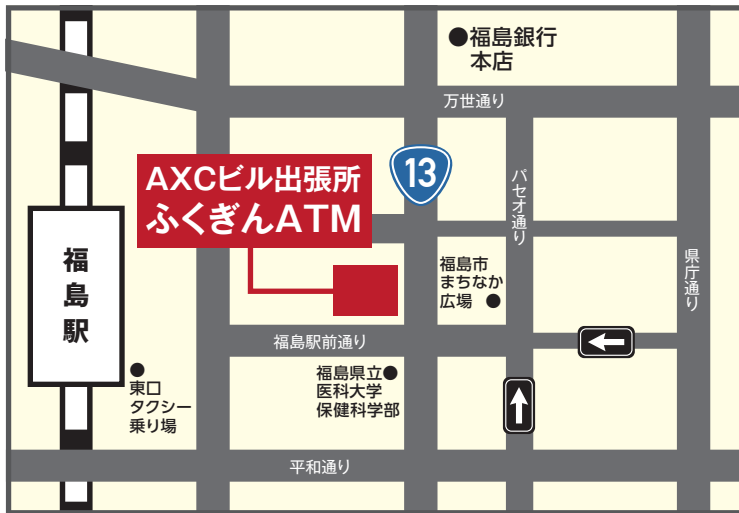 福島銀行
本店
万世通り
AXCビル出張所
ふくぎんATM
13
パセオ通り
福島駅
福島市
まちなか
広場
県庁通り
福島駅前通り
東口
タクシー
乗り場
福島県立
医科大学
保健科学部
平和通り